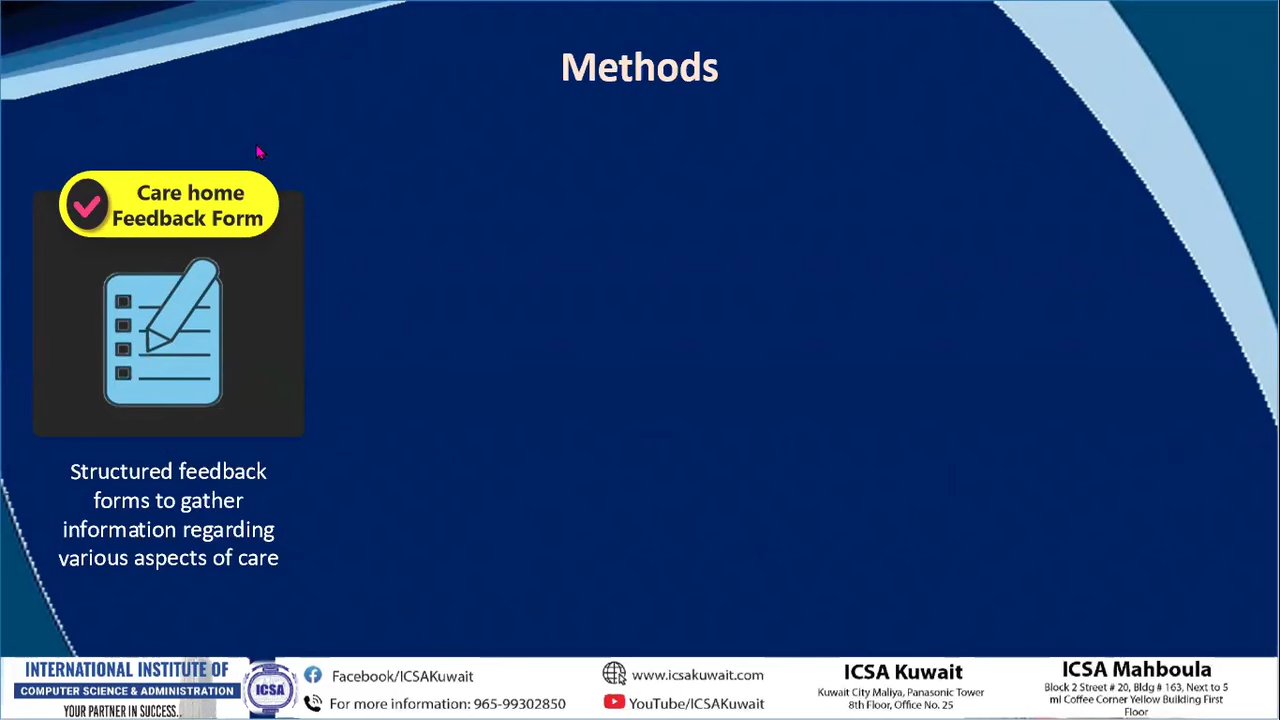 Methods
Care home
Feedback Form
Structured feedback
forms to gather
information regarding
various aspects of care
INTERNATIONAL INSTITUTE OF
COMPUTER SCIENCE & ADMINISTRATION
YOUR PARTNER IN SUCCESS..
ICSA
Facebook/ICSAKuwait
For more information: 965-99302850
www.icsakuwait.com
YouTube/ICSAKuwait
ICSA Kuwait
Kuwait City Maliya, Panasonic Tower
8th Floor, Office No. 25
ICSA Mahboula
Block 2 Street # 20, Bldg # 163, Next to 5
ml Coffee Corner Yellow Building First
Floor